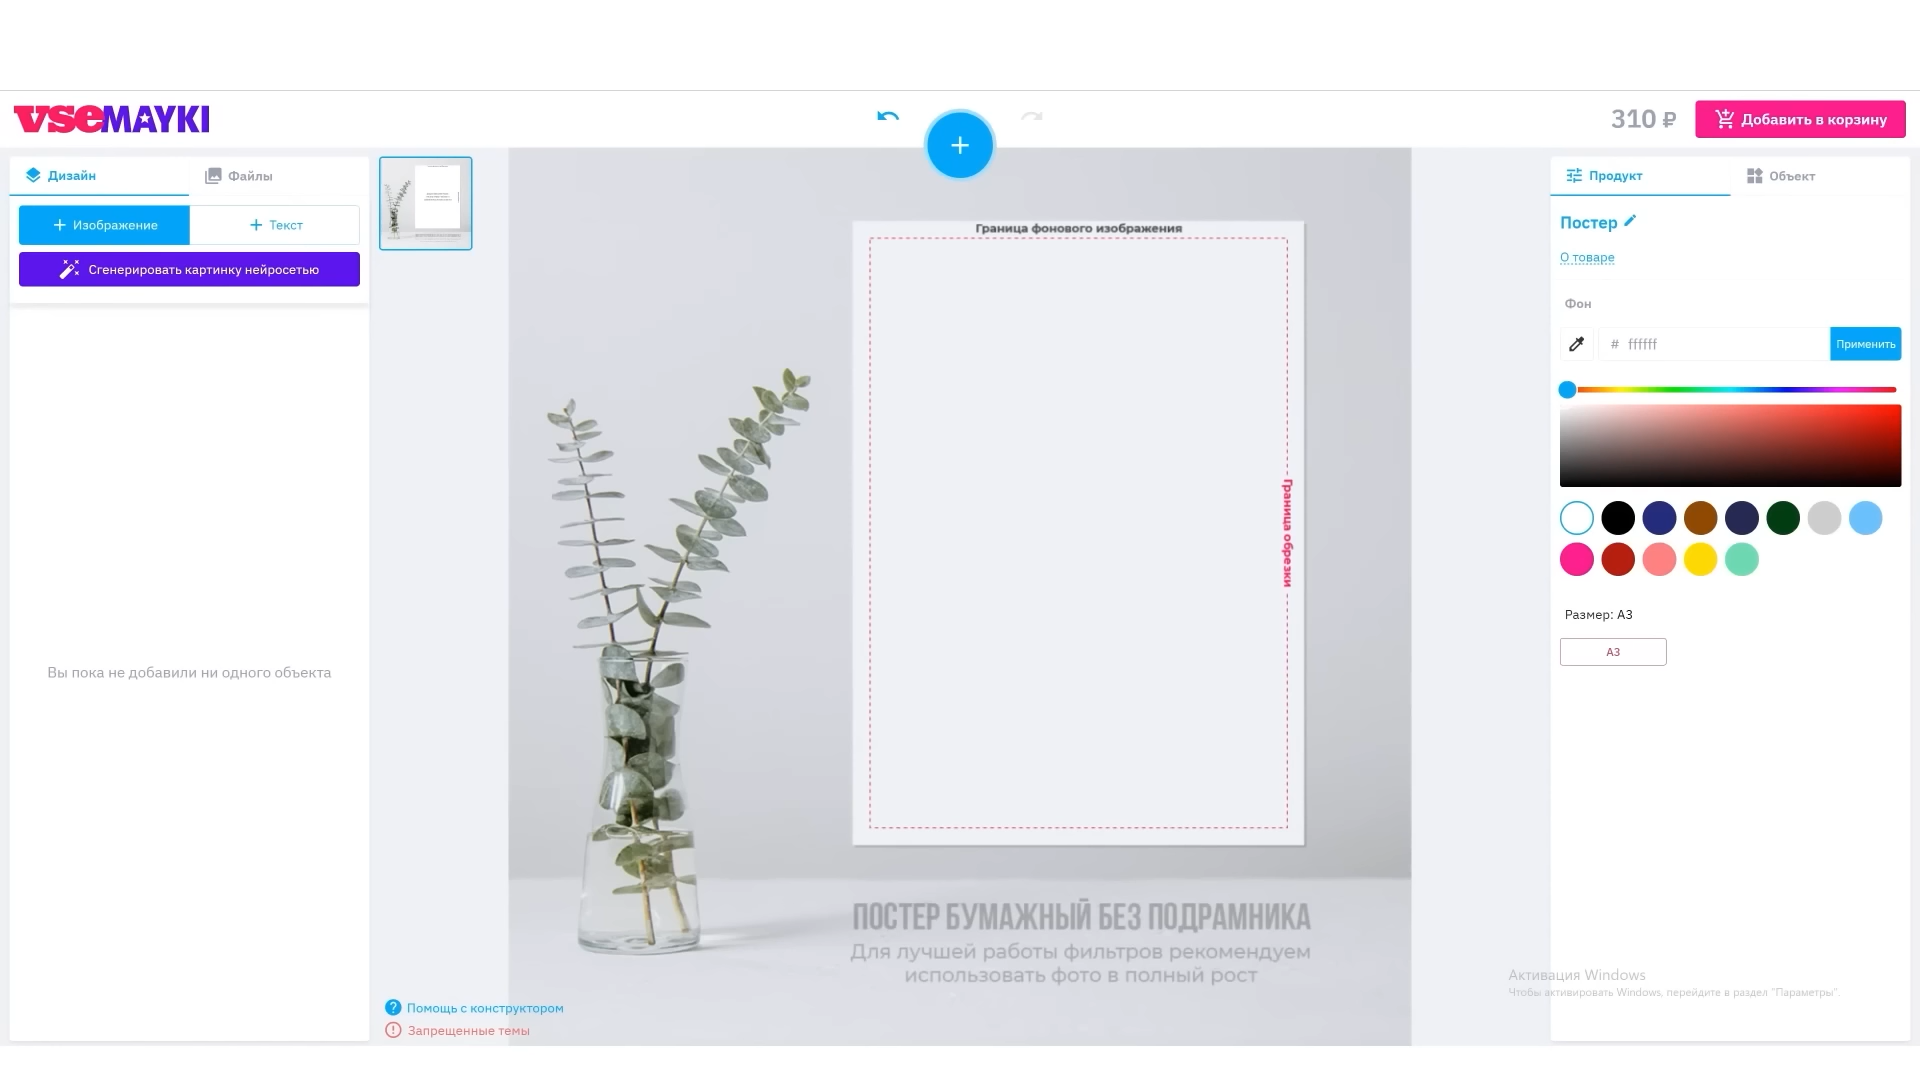 vseMAYKI
310 ₽
Добавить в корзину
Дизайн
Файлы
Изображение
Текст
Сгенерировать картинку нейросетью
Вы пока не добавили ни одного объекта
Граница фонового изображения
Граница обрезки
ПОСТЕР БУМАЖНЫЙ БЕЗ ПОДРАМНИКА
Для лучшей работы фильтров рекомендуем
использовать фото в полный рост
Помощь с конструктором
Запрещенные темы
Продукт
Объект
Постер
О товаре
Фон
# ffffff
Применить
Размер: A3
A3
Активация Windows
Чтобы активировать Windows, перейдите в раздел "Параметры".